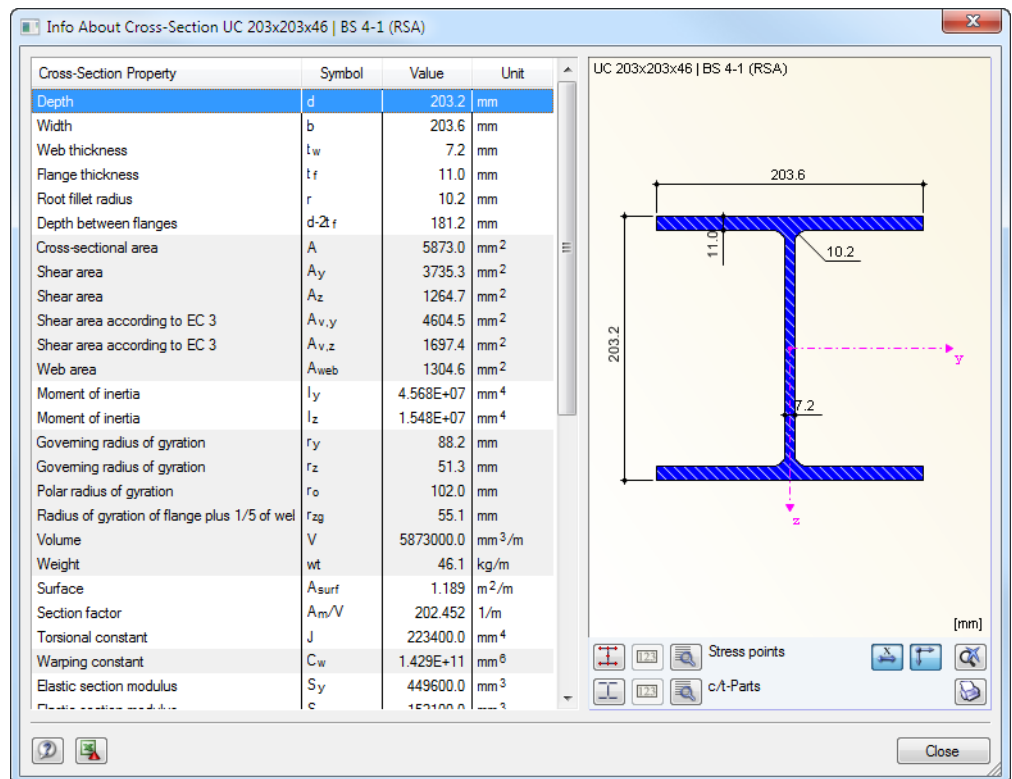 Info About Cross-Section UC 203x203x46 | BS 4-1 (RSA)
Cross-Section Property Symbol Value Unit
Depth d 203.2 mm
Width b 203.6 mm
Web thickness tw 7.2 mm
Flange thickness tf 11.0 mm
Root fillet radius r 10.2 mm
Depth between flanges d-2tf 181.2 mm
Cross-sectional area A 5873.0 mm2
Shear area Ay 3735.3 mm2
Shear area Az 1264.7 mm2
Shear area according to EC 3 Av,y 4604.5 mm2
Shear area according to EC 3 Av,z 1697.4 mm2
Web area Aweb 1304.6 mm2
Moment of inertia Iy 4.568E+07 mm4
Moment of inertia Iz 1.548E+07 mm4
Governing radius of gyration ry 88.2 mm
Governing radius of gyration rz 51.3 mm
Polar radius of gyration ro 102.0 mm
Radius of gyration of flange plus 1/5 of wel rzg 55.1 mm
Volume V 5873000.0 mm3/m
Weight wt 46.1 kg/m
Surface Asurf 1.189 m2/m
Section factor Am/V 202.452 1/m
Torsional constant J 223400.0 mm4
Warping constant Cw 1.429E+11 mm6
Elastic section modulus Sy 449600.0 mm3
UC 203x203x46 | BS 4-1 (RSA)
203.6
11.0
10.2
203.2
y
7.2
z
[mm]
123 Stress points x
123 c/t-Parts
Close